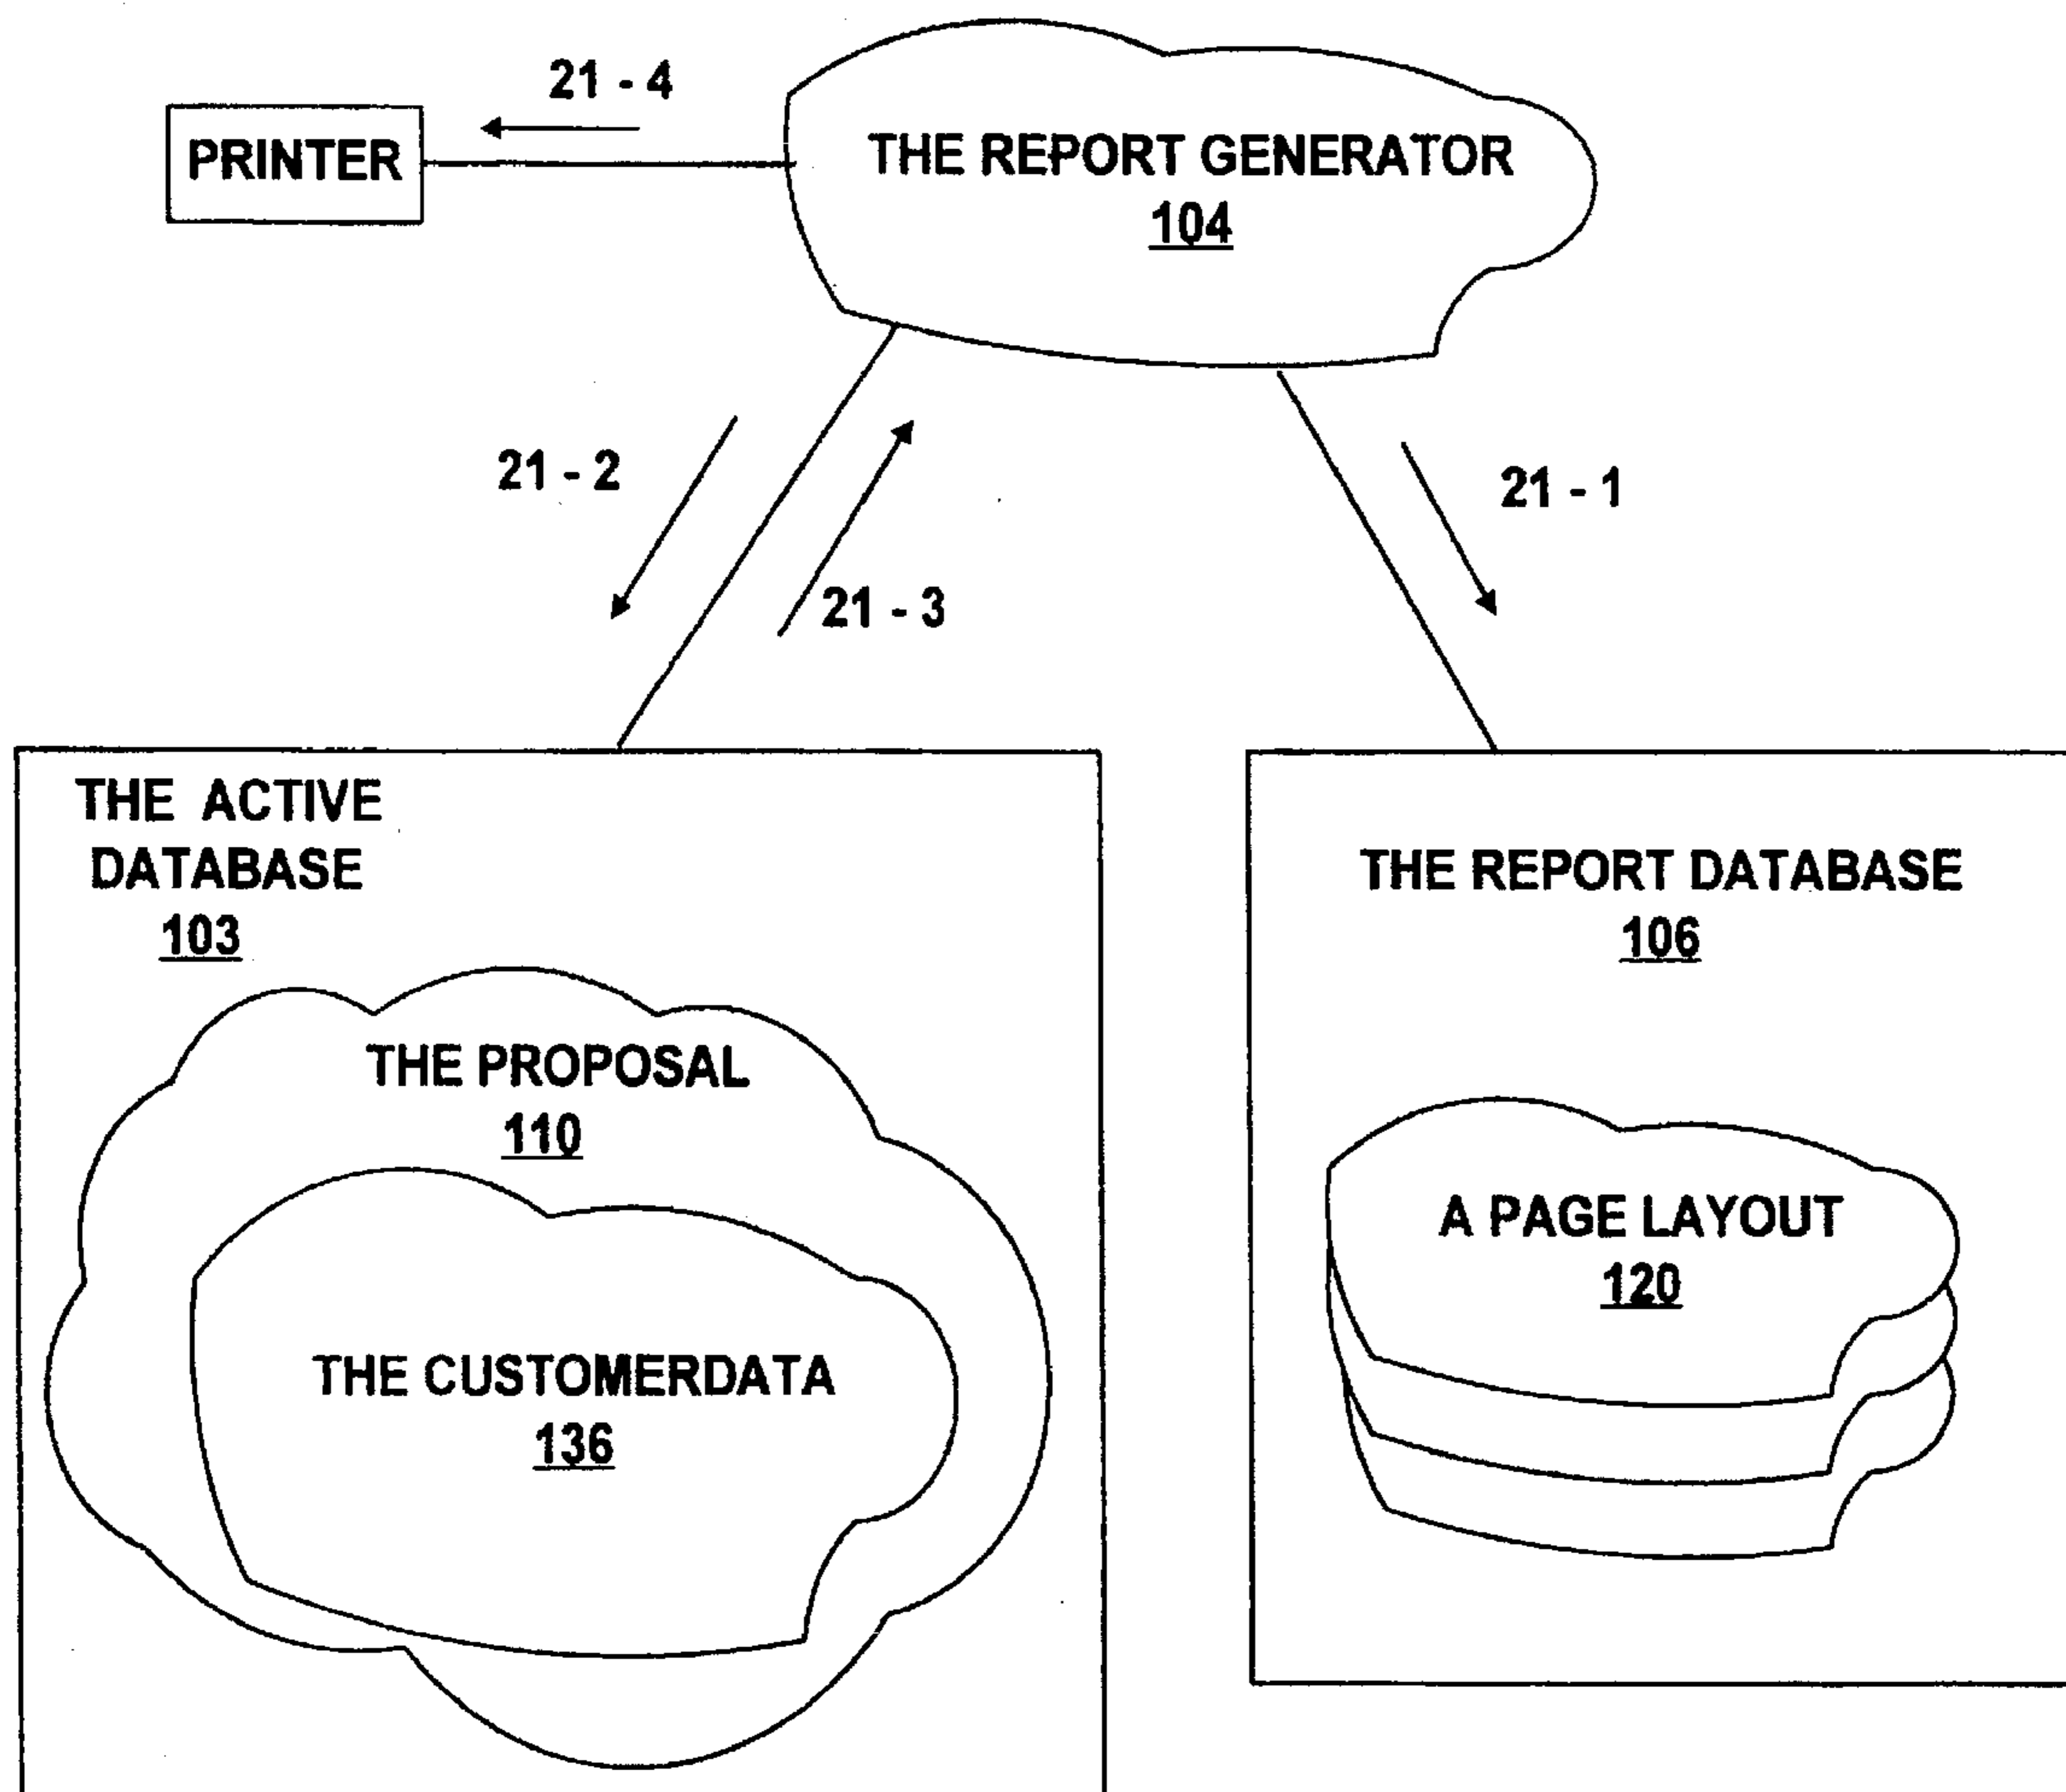 21 - 4
PRINTER
THE REPORT GENERATOR
104
21 - 2
21 - 3
21 - 1
THE ACTIVE
DATABASE
103
THE PROPOSAL
110
THE CUSTOMERDATA
136
THE REPORT DATABASE
106
A PAGE LAYOUT
120